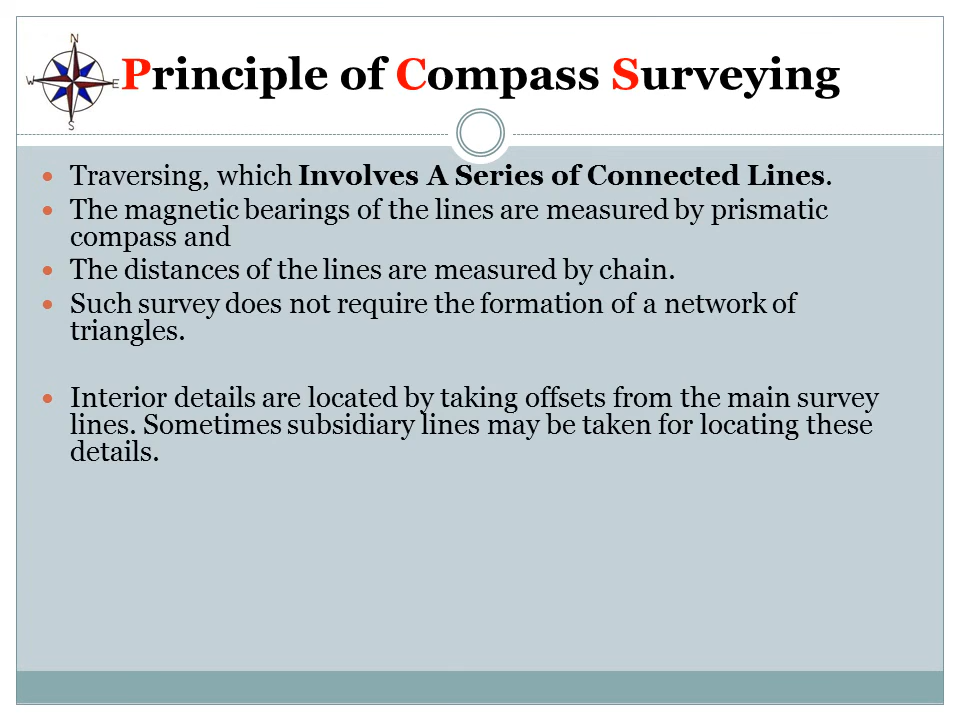 N
W
E
S
Principle of Compass Surveying
• Traversing, which Involves A Series of Connected Lines.
• The magnetic bearings of the lines are measured by prismatic
compass and
• The distances of the lines are measured by chain.
• Such survey does not require the formation of a network of
triangles.
• Interior details are located by taking offsets from the main survey
lines. Sometimes subsidiary lines may be taken for locating these
details.